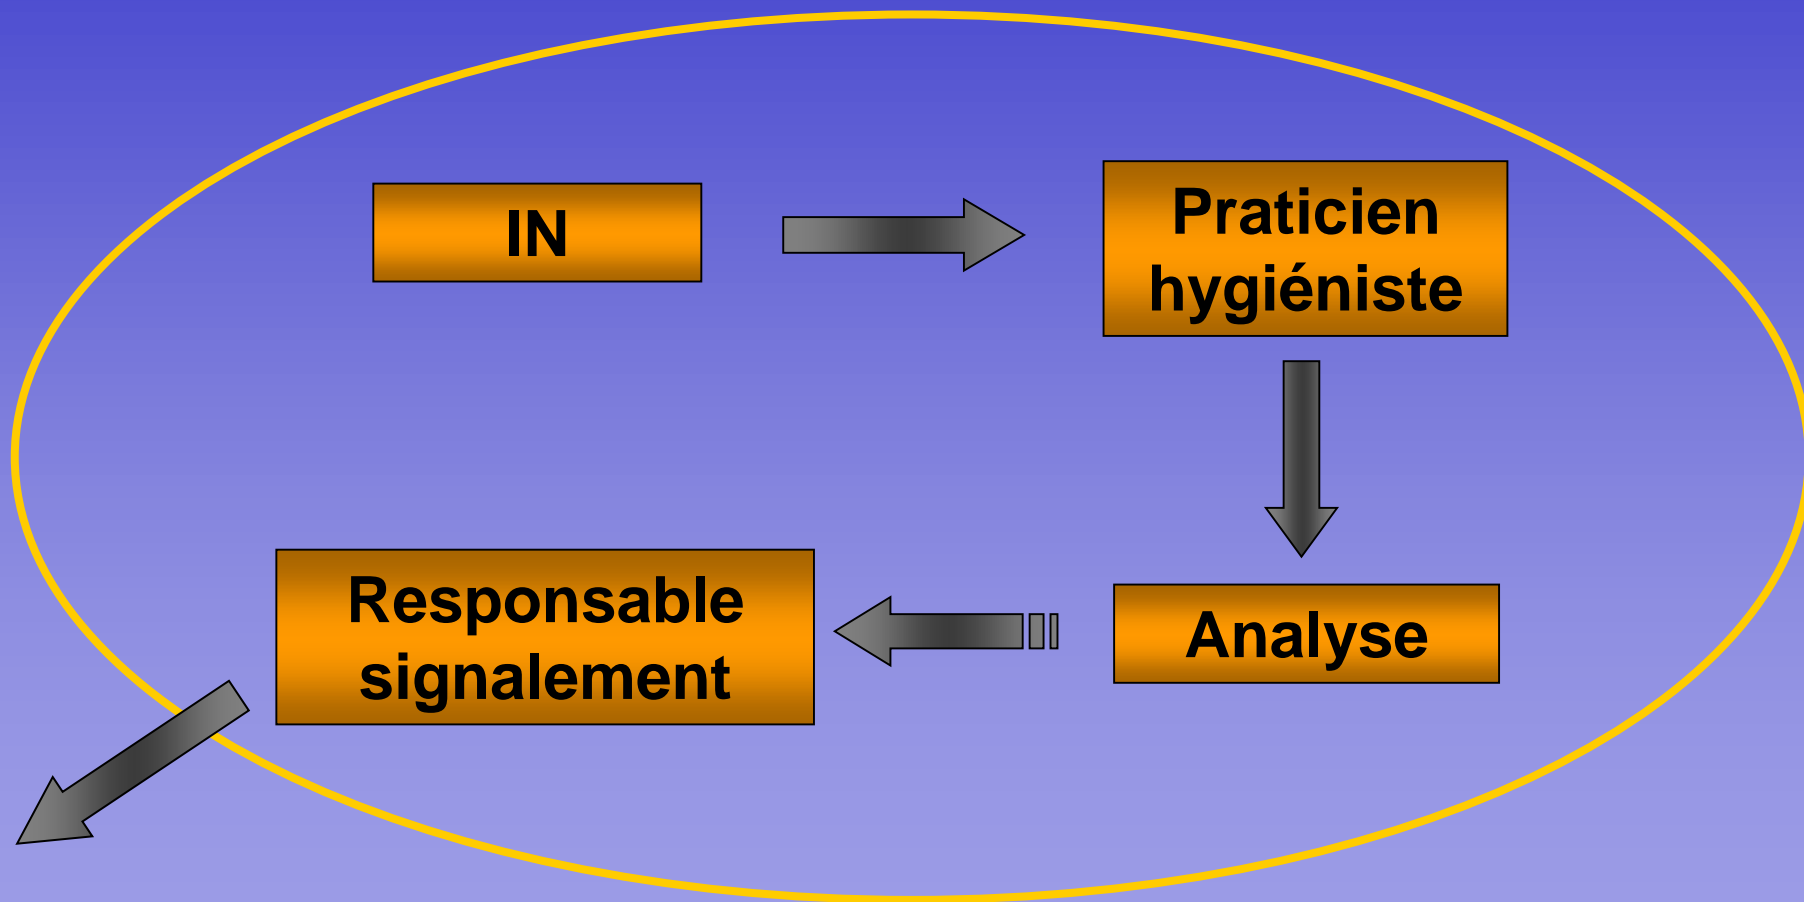 IN
Praticien
hygiéniste
Responsable
signalement
Analyse